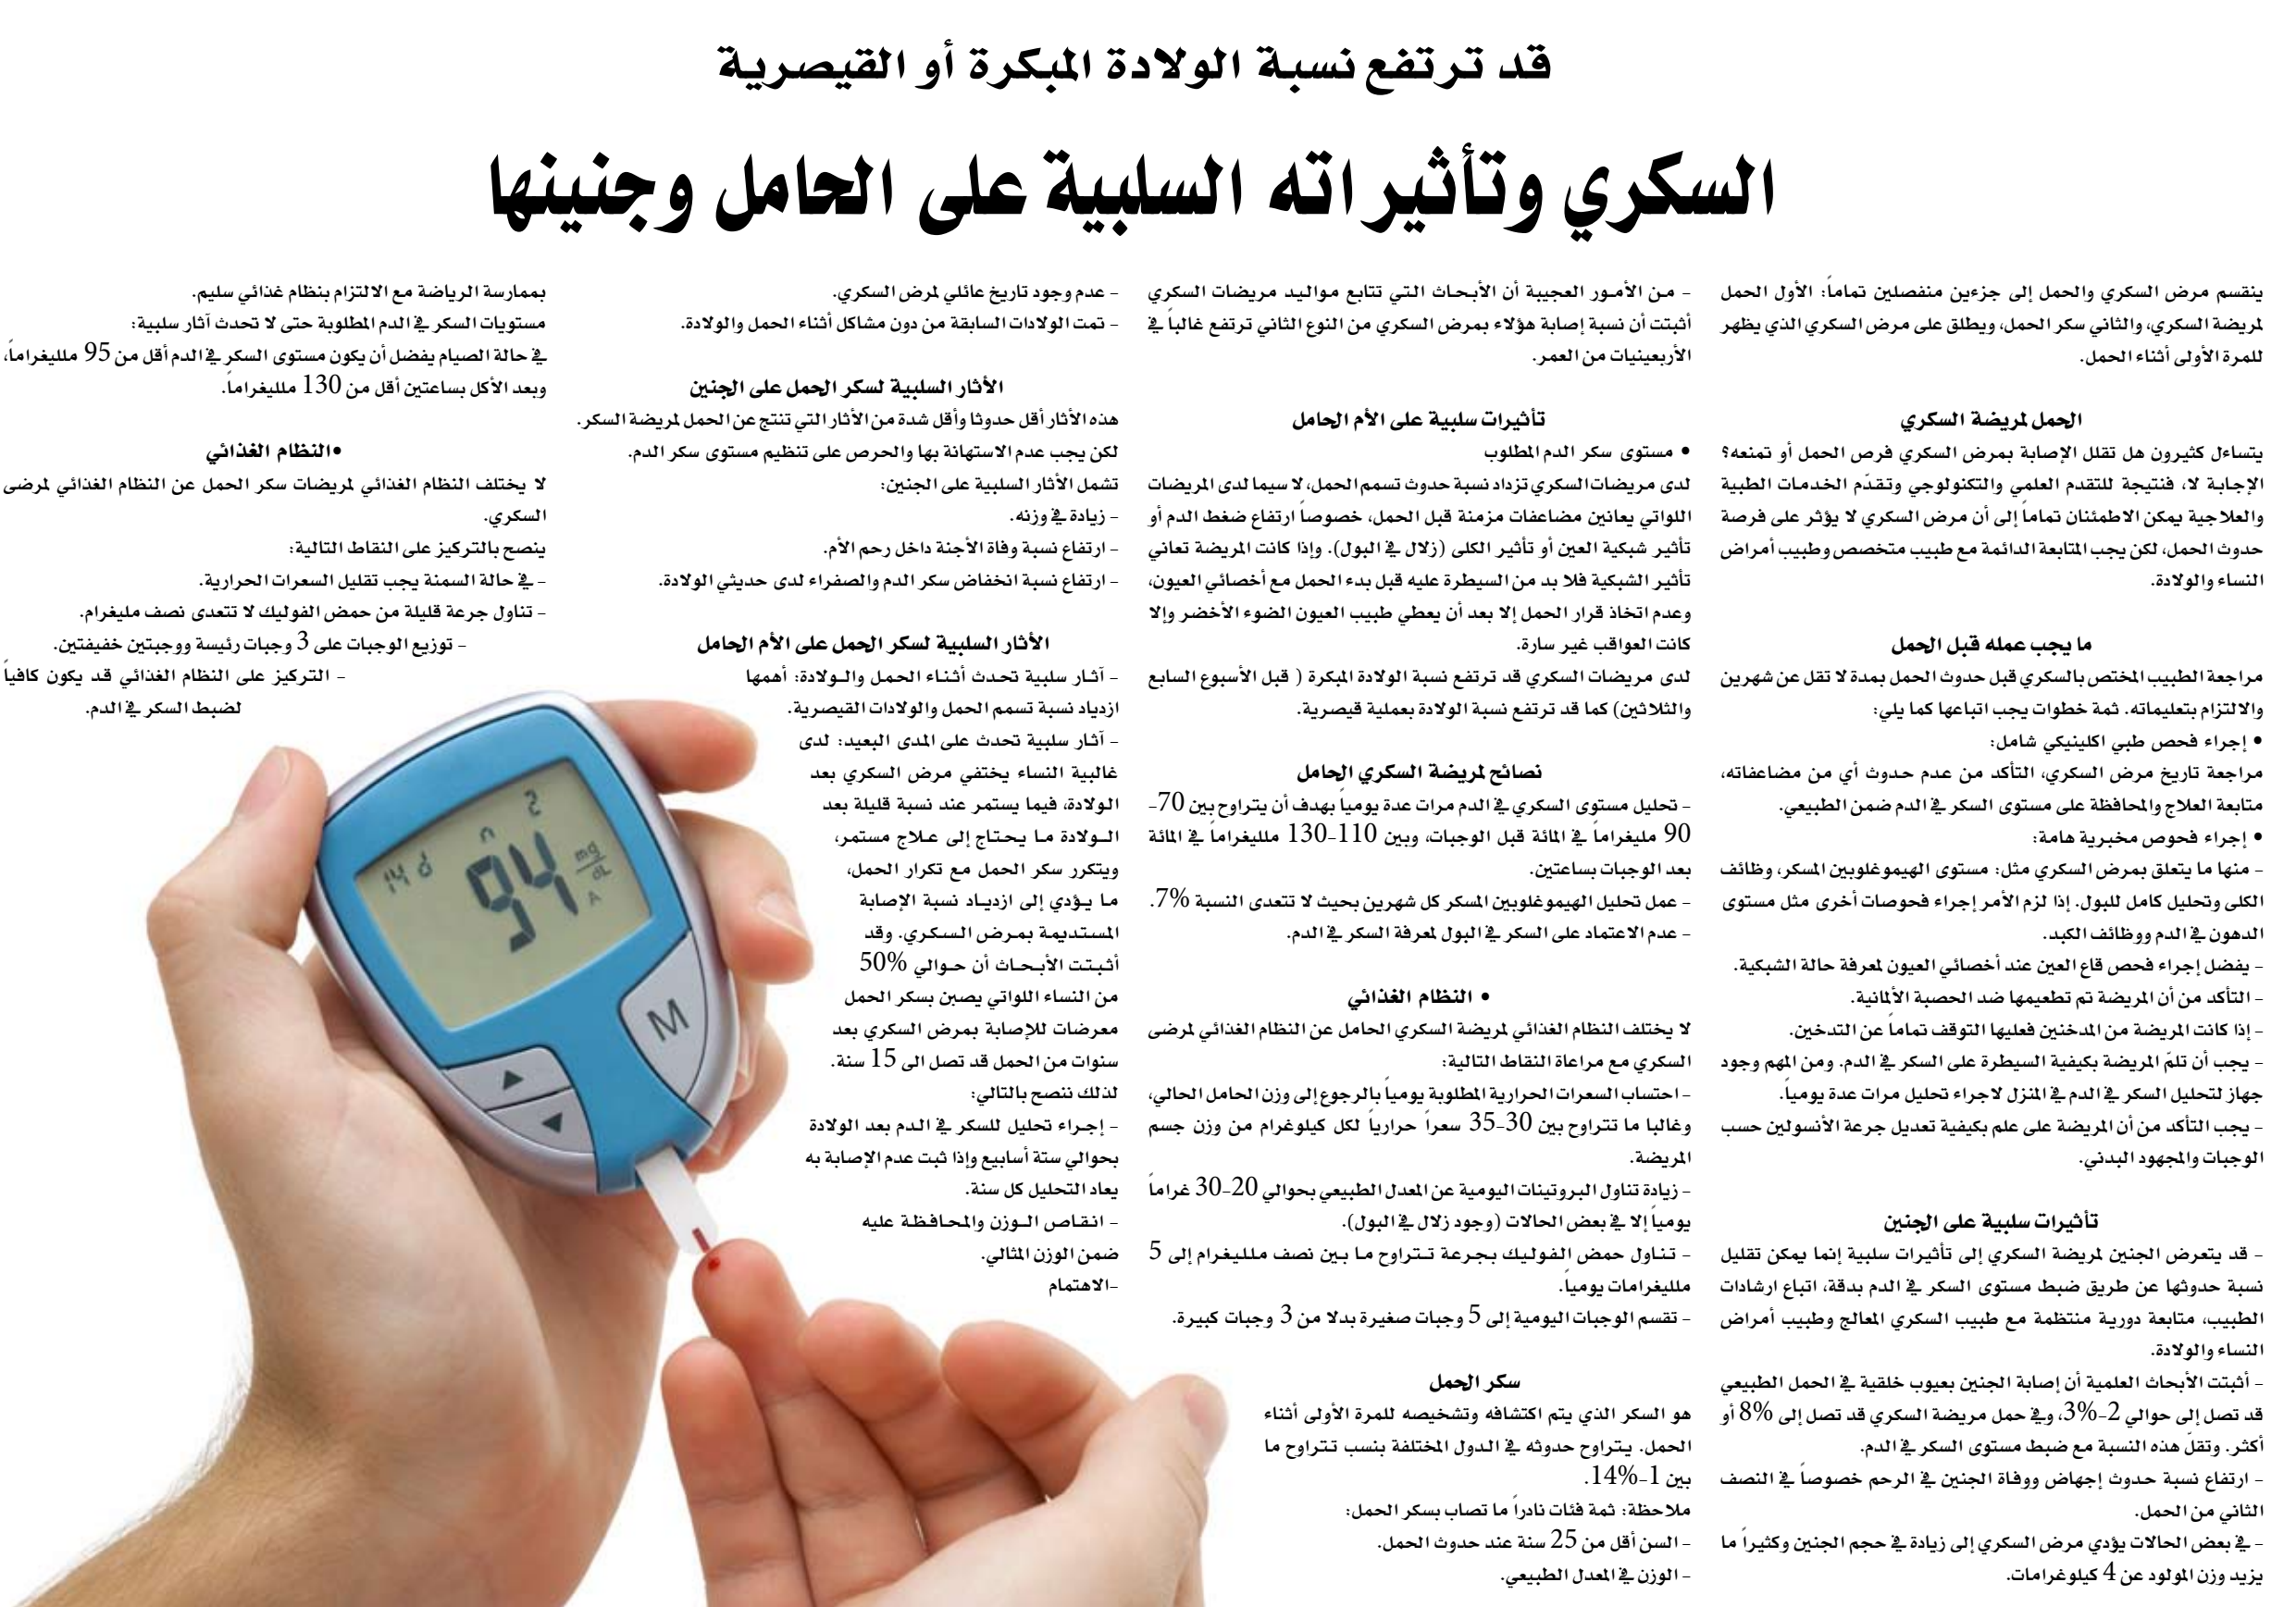 قد ترتفع نسبة الولادة المبكرة أو القيصرية
السكري وتأثيراته السلبية على الحامل وجنينها
ينقسم مرض السكري والحمل إلى جزءين منفصلين تماماً: الأول الحمل
لمريضة السكري، والثاني سكر الحمل، ويطلق على مرض السكري الذي يظهر
للمرة الأولى أثناء الحمل.
الحمل لمريضة السكري
يتساءل كثيرون هل تقلل الإصابة بمرض السكري فرص الحمل أو تمنعه؟
الإجابة لا، فنتيجة للتقدم العلمي والتكنولوجي وتقدّم الخدمات الطبية
والعلاجية يمكن الاطمئنان تماماً إلى أن مرض السكري لا يؤثر على فرصة
حدوث الحمل، لكن يجب المتابعة الدائمة مع طبيب متخصص وطبيب أمراض
النساء والولادة.
ما يجب عمله قبل الحمل
مراجعة الطبيب المختص بالسكري قبل حدوث الحمل بمدة لا تقل عن شهرين
والالتزام بتعليماته. ثمة خطوات يجب اتباعها كما يلي:
• إجراء فحص طبي اكلينيكي شامل:
مراجعة تاريخ مرض السكري، التأكد من عدم حدوث أي من مضاعفاته،
متابعة العلاج والمحافظة على مستوى السكر في الدم ضمن الطبيعي.
• إجراء فحوص مخبرية هامة:
- منها ما يتعلق بمرض السكري مثل: مستوى الهيموغلوبين المسكر، وظائف
الكلى وتحليل كامل للبول. إذا لزم الأمر إجراء فحوصات أخرى مثل مستوى
الدهون في الدم ووظائف الكبد.
- يفضل إجراء فحص قاع العين عند أخصائي العيون لمعرفة حالة الشبكية.
- التأكد من أن المريضة تم تطعيمها ضد الحصبة الألمانية.
- إذا كانت المريضة من المدخنين فعليها التوقف تماماً عن التدخين.
- يجب أن تلمّ المريضة بكيفية السيطرة على السكر في الدم. ومن المهم وجود
جهاز لتحليل السكر في الدم في المنزل لاجراء تحليل مرات عدة يومياً.
- يجب التأكد من أن المريضة على علم بكيفية تعديل جرعة الأنسولين حسب
الوجبات والمجهود البدني.
تأثيرات سلبية على الجنين
- قد يتعرض الجنين لمريضة السكري إلى تأثيرات سلبية إنما يمكن تقليل
نسبة حدوثها عن طريق ضبط مستوى السكر في الدم بدقة، اتباع ارشادات
الطبيب، متابعة دورية منتظمة مع طبيب السكري المعالج وطبيب أمراض
النساء والولادة.
- أثبتت الأبحاث العلمية أن إصابة الجنين بعيوب خلقية في الحمل الطبيعي
قد تصل إلى حوالي 2-3%، وفي حمل مريضة السكري قد تصل إلى 8% أو
أكثر. وتقلّ هذه النسبة مع ضبط مستوى السكر في الدم.
- ارتفاع نسبة حدوث إجهاض ووفاة الجنين في الرحم خصوصاً في النصف
الثاني من الحمل.
- في بعض الحالات يؤدي مرض السكري إلى زيادة في حجم الجنين وكثيراً ما
يزيد وزن المولود عن 4 كيلوغرامات.
- من الأمور العجيبة أن الأبحاث التي تتابع مواليد مريضات السكري
أثبتت أن نسبة إصابة هؤلاء بمرض السكري من النوع الثاني ترتفع غالباً في
الأربعينيات من العمر.
تأثيرات سلبية على الأم الحامل
• مستوى سكر الدم المطلوب
لدى مريضات السكري تزداد نسبة حدوث تسمم الحمل، لا سيما لدى المريضات
اللواتي يعانين مضاعفات مزمنة قبل الحمل، خصوصاً ارتفاع ضغط الدم أو
تأثير شبكية العين أو تأثير الكلى (زلال في البول). وإذا كانت المريضة تعاني
تأثير الشبكية فلا بد من السيطرة عليه قبل بدء الحمل مع أخصائي العيون،
وعدم اتخاذ قرار الحمل إلا بعد أن يعطي طبيب العيون الضوء الأخضر وإلا
كانت العواقب غير سارة.
لدى مريضات السكري قد ترتفع نسبة الولادة المبكرة ( قبل الأسبوع السابع
والثلاثين) كما قد ترتفع نسبة الولادة بعملية قيصرية.
نصائح لمريضة السكري الحامل
- تحليل مستوى السكري في الدم مرات عدة يومياً بهدف أن يتراوح بين 70-
90 مليغراماً في المائة قبل الوجبات، وبين 110-130 ملليغراماً في المائة
بعد الوجبات بساعتين.
- عمل تحليل الهيموغلوبين المسكر كل شهرين بحيث لا تتعدى النسبة 7%.
- عدم الاعتماد على السكر في البول لمعرفة السكر في الدم.
• النظام الغذائي
لا يختلف النظام الغذائي لمريضة السكري الحامل عن النظام الغذائي لمرضى
السكري مع مراعاة النقاط التالية:
- احتساب السعرات الحرارية المطلوبة يومياً بالرجوع إلى وزن الحامل الحالي،
وغالبا ما تتراوح بين 30-35 سعراً حرارياً لكل كيلوغرام من وزن جسم
المريضة.
- زيادة تناول البروتينات اليومية عن المعدل الطبيعي بحوالي 20-30 غراماً
يومياً إلا في بعض الحالات (وجود زلال في البول).
- تناول حمض الفوليك بجرعة تتراوح ما بين نصف ملليغرام إلى 5
ملليغرامات يومياً.
- تقسم الوجبات اليومية إلى 5 وجبات صغيرة بدلا من 3 وجبات كبيرة.
سكر الحمل
هو السكر الذي يتم اكتشافه وتشخيصه للمرة الأولى أثناء
الحمل. يتراوح حدوثه في الدول المختلفة بنسب تتراوح ما
بين 1-14%.
ملاحظة: ثمة فئات نادراً ما تصاب بسكر الحمل:
- السن أقل من 25 سنة عند حدوث الحمل.
- الوزن في المعدل الطبيعي.
- عدم وجود تاريخ عائلي لمرض السكري.
- تمت الولادات السابقة من دون مشاكل أثناء الحمل والولادة.
الأثار السلبية لسكر الحمل على الجنين
هذه الأثار أقل حدوثا وأقل شدة من الأثار التي تنتج عن الحمل لمريضة السكر.
لكن يجب عدم الاستهانة بها والحرص على تنظيم مستوى سكر الدم.
تشمل الأثار السلبية على الجنين:
- زيادة في وزنه.
- ارتفاع نسبة وفاة الأجنة داخل رحم الأم.
- ارتفاع نسبة انخفاض سكر الدم والصفراء لدى حديثي الولادة.
الأثار السلبية لسكر الحمل على الأم الحامل
- آثار سلبية تحدث أثناء الحمل والولادة: أهمها
ازدياد نسبة تسمم الحمل والولادات القيصرية.
- آثار سلبية تحدث على المدى البعيد: لدى
غالبية النساء يختفي مرض السكري بعد
الولادة، فيما يستمر عند نسبة قليلة بعد
الولادة ما يحتاج إلى علاج مستمر،
ويتكرر سكر الحمل مع تكرار الحمل،
ما يؤدي إلى ازدياد نسبة الإصابة
المستديمة بمرض السكري. وقد
أثبتت الأبحاث أن حوالي 50%
من النساء اللواتي يصبن بسكر الحمل
معرضات للإصابة بمرض السكري بعد
سنوات من الحمل قد تصل الى 15 سنة.
لذلك ننصح بالتالي:
- إجراء تحليل للسكر في الدم بعد الولادة
بحوالي ستة أسابيع وإذا ثبت عدم الإصابة به
يعاد التحليل كل سنة.
- انقاص الوزن والمحافظة عليه
ضمن الوزن المثالي.
-الاهتمام
بممارسة الرياضة مع الالتزام بنظام غذائي سليم.
مستويات السكر في الدم المطلوبة حتى لا تحدث آثار سلبية:
في حالة الصيام يفضل أن يكون مستوى السكر في الدم أقل من 95 ملليغراماً،
وبعد الأكل بساعتين أقل من 130 ملليغراماً.
•النظام الغذائي
لا يختلف النظام الغذائي لمريضات سكر الحمل عن النظام الغذائي لمرضى
السكري.
ينصح بالتركيز على النقاط التالية:
- في حالة السمنة يجب تقليل السعرات الحرارية.
- تناول جرعة قليلة من حمض الفوليك لا تتعدى نصف مليغرام.
- توزيع الوجبات على 3 وجبات رئيسة ووجبتين خفيفتين.
- التركيز على النظام الغذائي قد يكون كافياً
لضبط السكر في الدم.
2
n
14 d
94
mg/dL
A
M